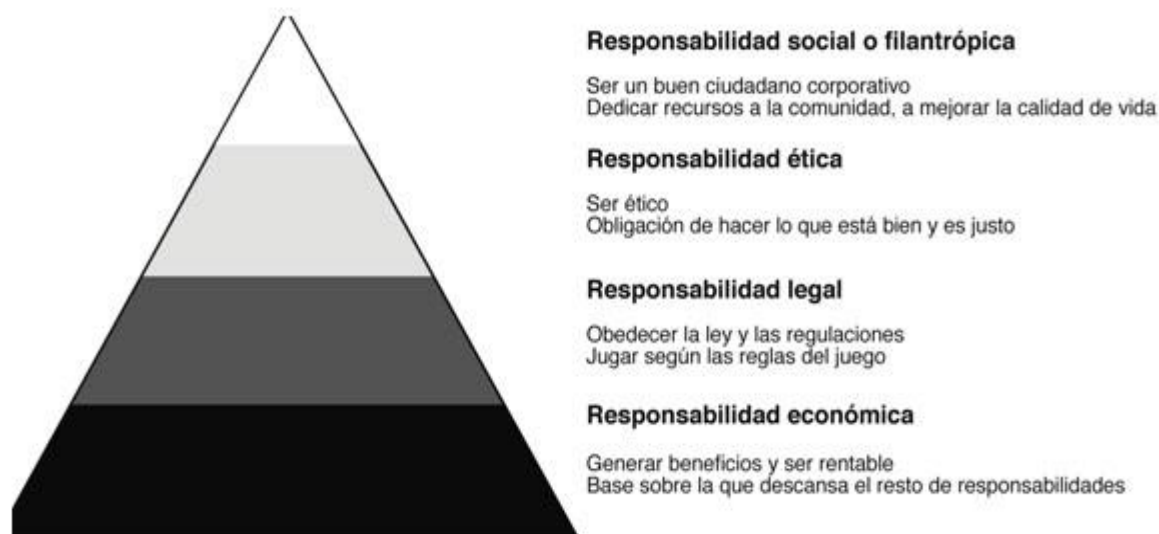 Responsabilidad social o filantrópica
Ser un buen ciudadano corporativo
Dedicar recursos a la comunidad, a mejorar la calidad de vida
Responsabilidad ética
Ser ético
Obligación de hacer lo que está bien y es justo
Responsabilidad legal
Obedecer la ley y las regulaciones
Jugar según las reglas del juego
Responsabilidad económica
Generar beneficios y ser rentable
Base sobre la que descansa el resto de responsabilidades